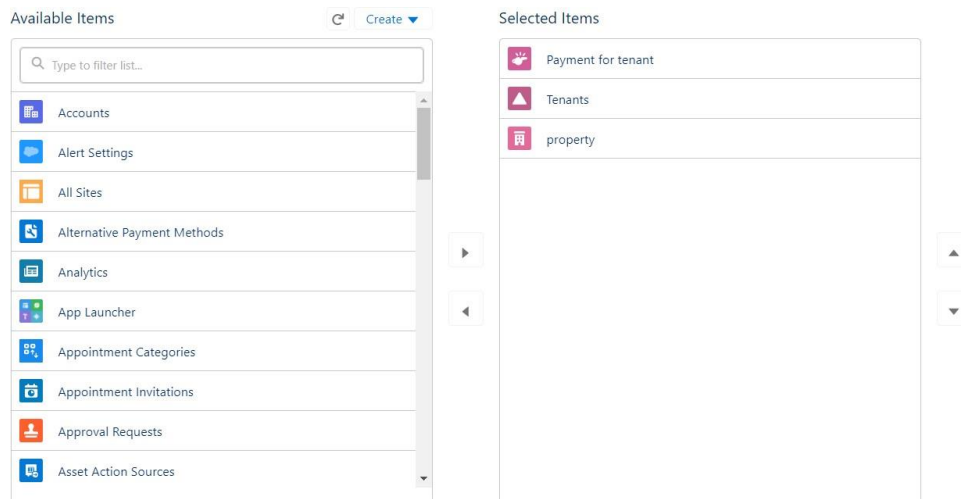 Available Items
Create
Type to filter list...
Accounts
Alert Settings
All Sites
Alternative Payment Methods
Analytics
App Launcher
Appointment Categories
Appointment Invitations
Approval Requests
Asset Action Sources
Selected Items
Payment for tenant
Tenants
property